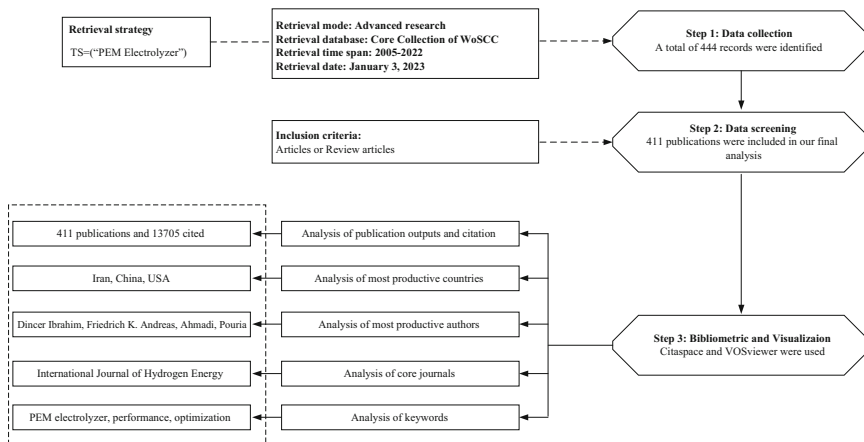 Retrieval strategy
TS=(“PEM Electrolyzer”)
Retrieval mode: Advanced research
Retrieval database: Core Collection of WoSCC
Retrieval time span: 2005-2022
Retrieval date: January 3, 2023
Step 1: Data collection
A total of 444 records were identified
Inclusion criteria:
Articles or Review articles
Step 2: Data screening
411 publications were included in our final
analysis
411 publications and 13705 cited
Analysis of publication outputs and citation
Iran, China, USA
Analysis of most productive countries
Dincer Ibrahim, Friedrich K. Andreas, Ahmadi, Pouria
Analysis of most productive authors
Step 3: Bibliometric and Visualizaion
Citaspace and VOSviewer were used
International Journal of Hydrogen Energy
Analysis of core journals
PEM electrolyzer, performance, optimization
Analysis of keywords